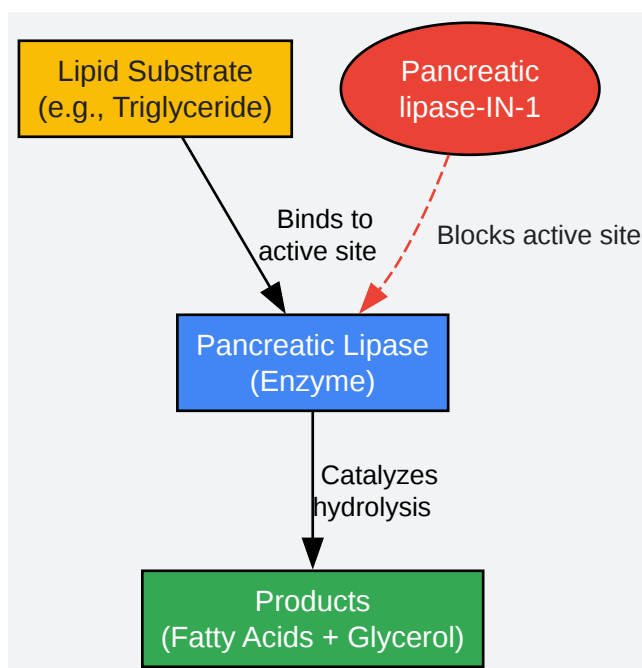 Lipid Substrate
(e.g., Triglyceride)
Pancreatic
lipase-IN-1
Binds to
active site
Blocks active site
Pancreatic Lipase
(Enzyme)
Catalyzes
hydrolysis
Products
(Fatty Acids + Glycerol)